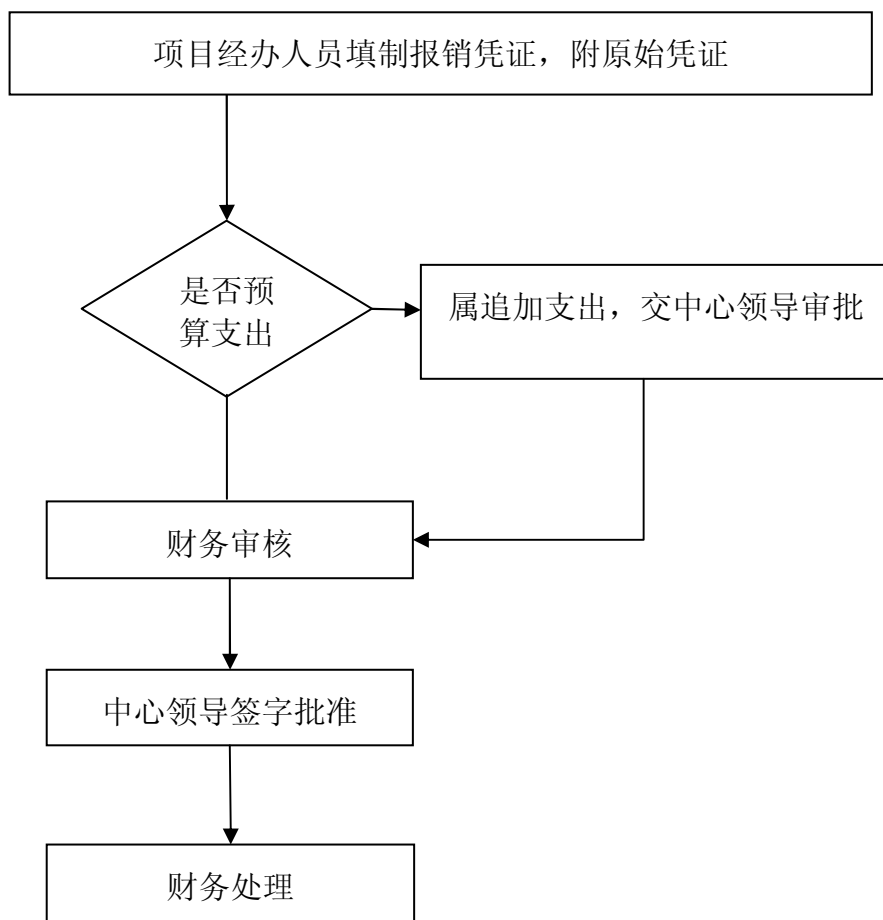 项目经办人员填制报销凭证，附原始凭证
是否预
算支出
属追加支出，交中心领导审批
财务审核
中心领导签字批准
财务处理